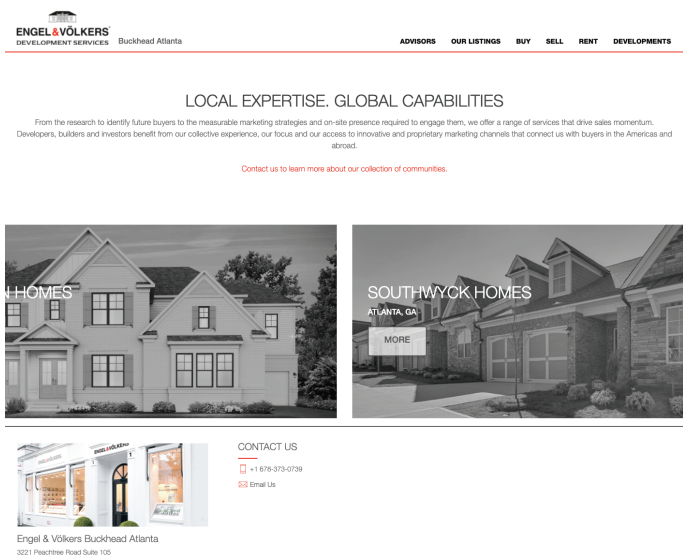 ENGEL&VÖLKERS
DEVELOPMENT SERVICES
Buckhead Atlanta
ADVISORS OUR LISTINGS BUY SELL RENT DEVELOPMENTS
LOCAL EXPERTISE. GLOBAL CAPABILITIES
From the research to identify future buyers to the measurable marketing strategies and on-site presence required to engage them, we offer a range of services that drive sales momentum.
Developers, builders and investors benefit from our collective experience, our focus and our access to innovative and proprietary marketing channels that connect us with buyers in the Americas and
abroad.
Contact us to learn more about our collection of communities.
N HOMES
SOUTHWYCK HOMES
ATLANTA, GA
MORE
ENGEL&VÖLKERS
CONTACT US
+1 678-373-0739
Email Us
Engel & Völkers Buckhead Atlanta
3221 Peachtree Road Suite 105